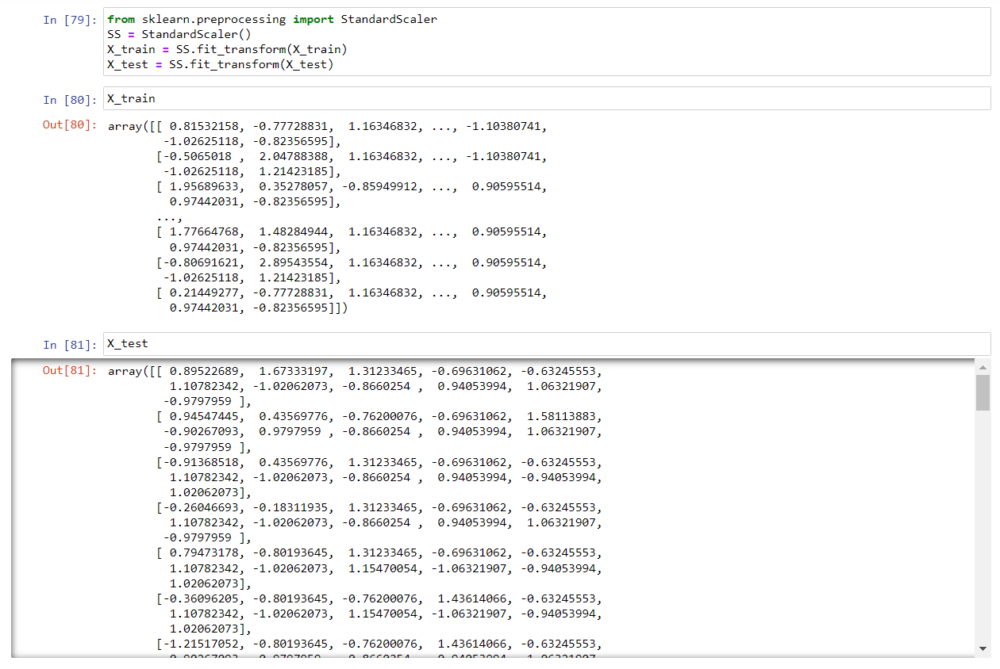 In [79]: from sklearn.preprocessing import StandardScaler
SS = StandardScaler()
X_train = SS.fit_transform(X_train)
X_test = SS.fit_transform(X_test)
In [80]: X_train
Out[80]: array([[ 0.81532158, -0.77728831,  1.16346832, ..., -1.10380741,
-1.02625118, -0.82356595],
[-0.5065018 ,  2.04788388,  1.16346832, ..., -1.10380741,
-1.02625118,  1.21423185],
[ 1.95689633,  0.35278057, -0.85949912, ...,  0.90595514,
0.97442031, -0.82356595],
...,
[ 1.77664768,  1.48284944,  1.16346832, ...,  0.90595514,
0.97442031, -0.82356595],
[-0.80691621,  2.89543554,  1.16346832, ...,  0.90595514,
-1.02625118,  1.21423185],
[ 0.21449277, -0.77728831,  1.16346832, ...,  0.90595514,
0.97442031, -0.82356595]])
In [81]: X_test
Out[81]: array([[ 0.89522689,  1.67333197,  1.31233465, -0.69631062, -0.63245553,
1.10782342, -1.02062073, -0.8660254 ,  0.94053994,  1.06321907,
-0.9797959 ],
[ 0.94547445,  0.43569776, -0.76200076, -0.69631062,  1.58113883,
-0.90267093,  0.9797959 , -0.8660254 ,  0.94053994,  1.06321907,
-0.9797959 ],
[-0.91368518,  0.43569776,  1.31233465, -0.69631062, -0.63245553,
1.10782342, -1.02062073, -0.8660254 ,  0.94053994, -0.94053994,
1.02062073],
[-0.26046693, -0.18311935,  1.31233465, -0.69631062, -0.63245553,
1.10782342, -1.02062073, -0.8660254 ,  0.94053994,  1.06321907,
-0.9797959 ],
[ 0.79473178, -0.80193645,  1.31233465, -0.69631062, -0.63245553,
1.10782342, -1.02062073,  1.15470054, -1.06321907, -0.94053994,
1.02062073],
[-0.36096205, -0.80193645, -0.76200076,  1.43614066, -0.63245553,
1.10782342, -1.02062073,  1.15470054, -1.06321907, -0.94053994,
1.02062073],
[-1.21517052, -0.80193645, -0.76200076,  1.43614066, -0.63245553,